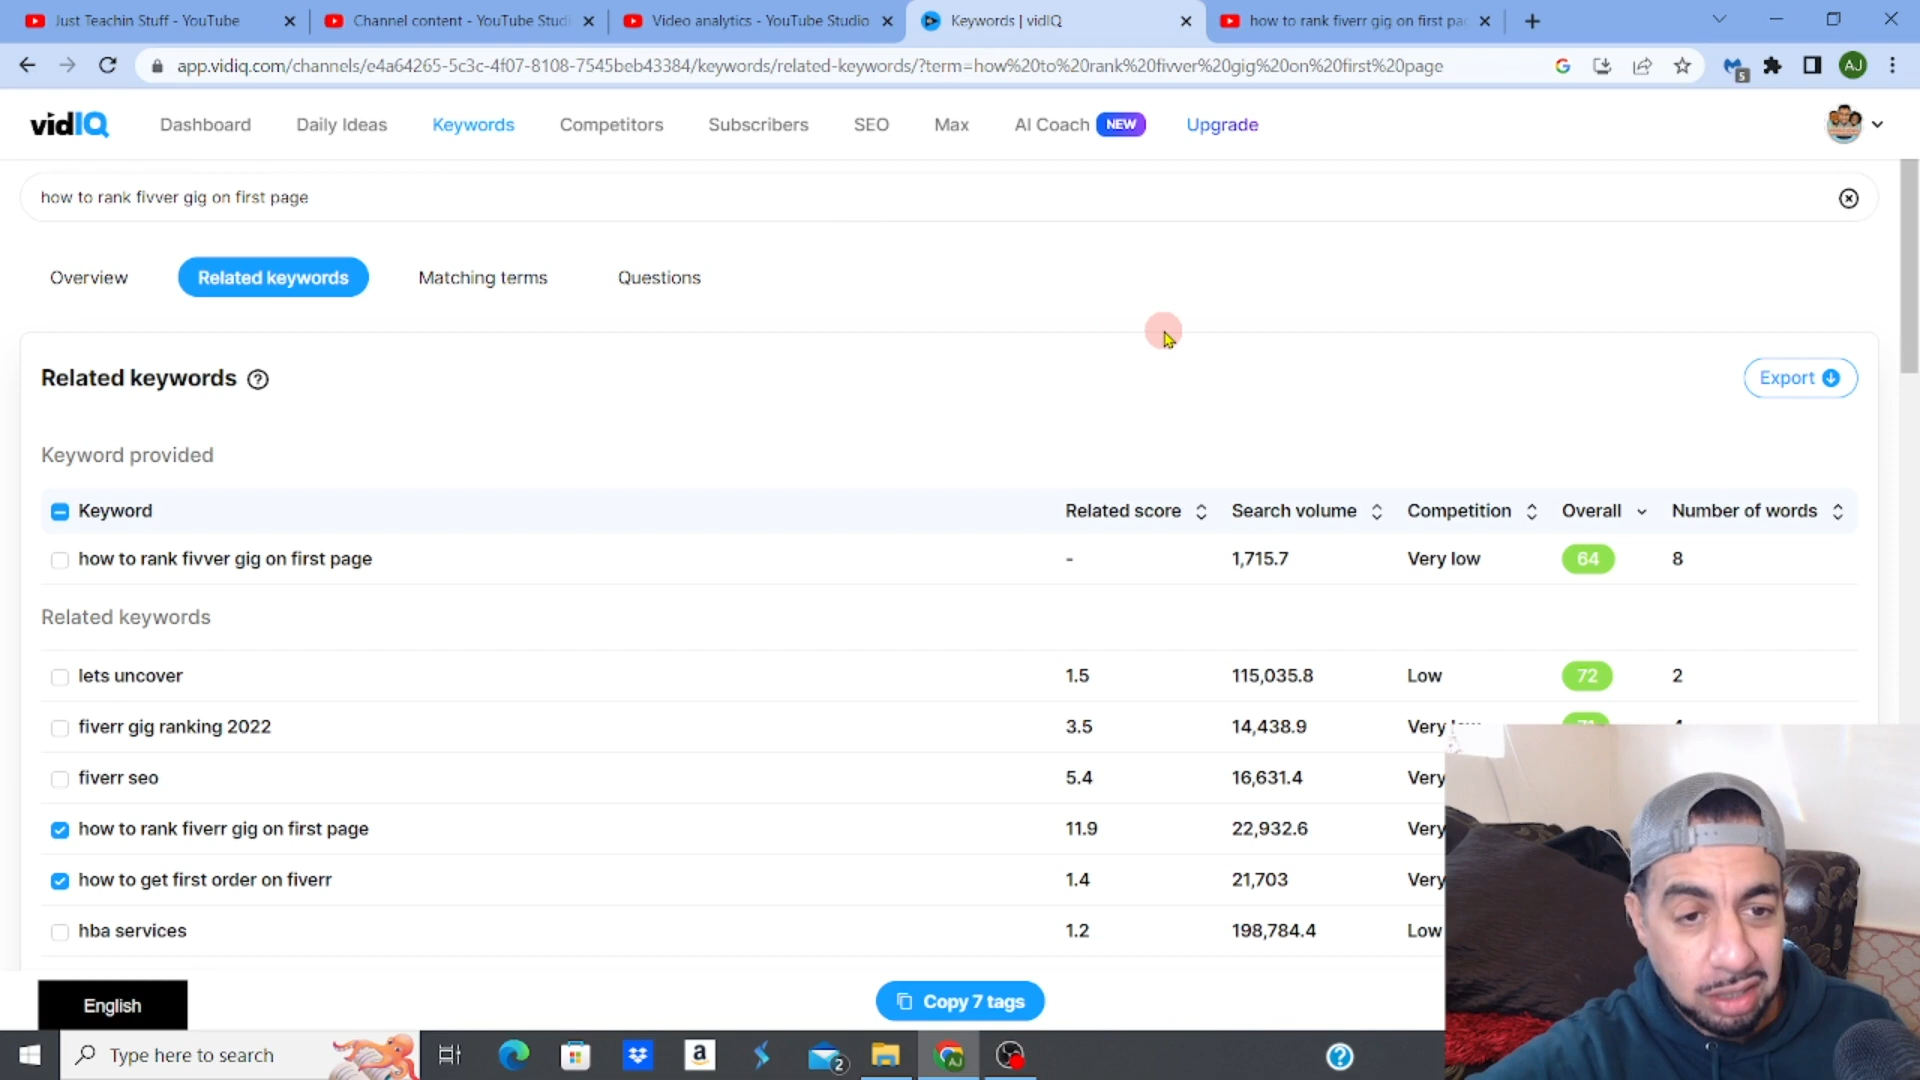 Just Teachin Stuff - YouTube
Channel content - YouTube Studi
Video analytics - YouTube Studio
Keywords | vidIQ
how to rank fiverr gig on first pa
app.vidiq.com/channels/e4a64265-5c3c-4f07-8108-7545beb43384/keywords/related-keywords/?term=how%20to%20rank%20fivver%20gig%20on%20first%20page
5
AJ
vidIQ
Dashboard
Daily Ideas
Keywords
Competitors
Subscribers
SEO
Max
AI Coach NEW
Upgrade
how to rank fivver gig on first page
Overview
Related keywords
Matching terms
Questions
Related keywords
Export
Keyword provided
Keyword Related score Search volume Competition Overall Number of words
how to rank fivver gig on first page - 1,715.7 Very low 64 8
Related keywords
lets uncover 1.5 115,035.8 Low 72 2
fiverr gig ranking 2022 3.5 14,438.9 Very
fiverr seo 5.4 16,631.4 Very
how to rank fiverr gig on first page 11.9 22,932.6 Very
how to get first order on fiverr 1.4 21,703 Very
hba services 1.2 198,784.4 Low
English
Copy 7 tags
Type here to search
a
2
AJ